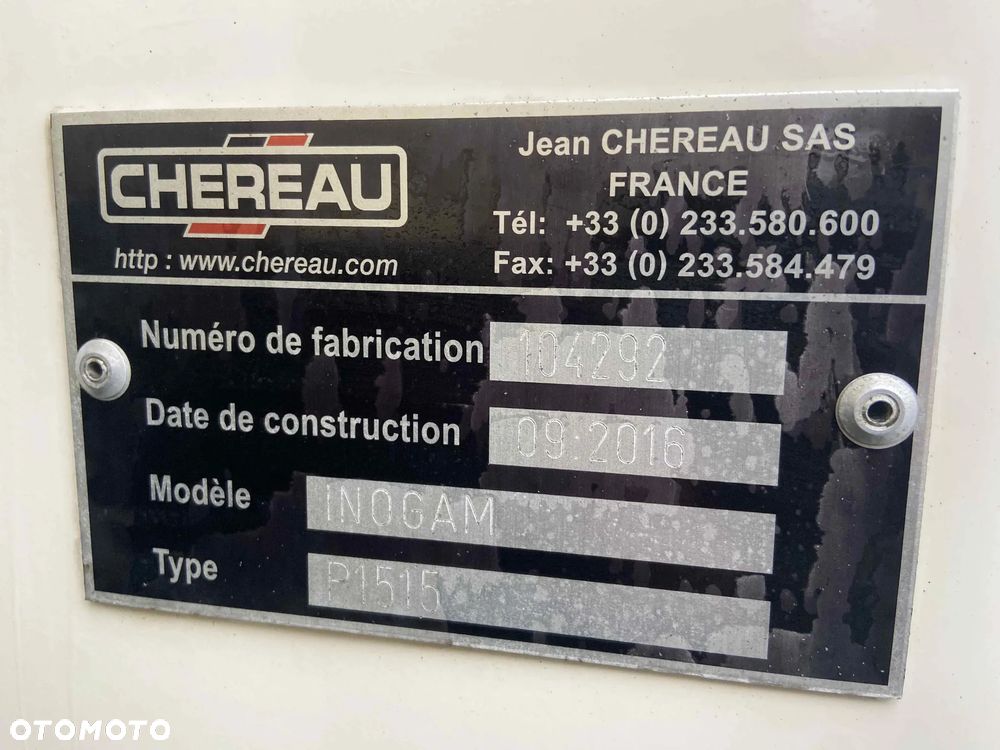 CHEREAU
http : www.chereau.com
Jean CHEREAU SAS
FRANCE
Tél: +33 (0) 233.580.600
Fax: +33 (0) 233.584.479
Numéro de fabrication 104292
Date de construction 09.2016
Modèle INOGAM
Type P1515
OTOMOTO